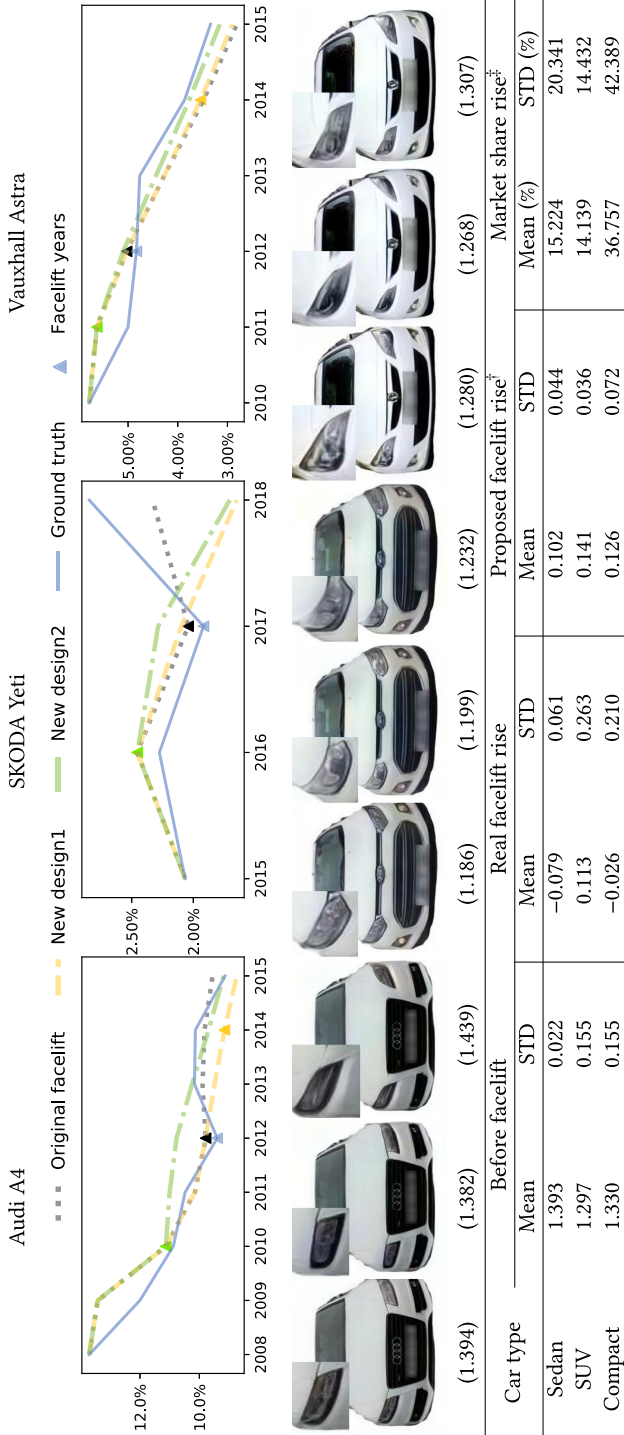 Audi A4 SKODA Yeti Vauxhall Astra
Original facelift New design1 New design2 Ground truth Facelift years
12.0%
10.0%
2008 2009 2010 2011 2012 2013 2014 2015
2.50%
2.00%
2015 2016 2017 2018
5.00%
4.00%
3.00%
2010 2011 2012 2013 2014 2015
(1.394) (1.382) (1.439) (1.186) (1.199) (1.232) (1.280) (1.268) (1.307)
Car type Before facelift Real facelift rise Proposed facelift rise† Market share rise‡
Mean STD Mean STD Mean STD Mean (%) STD (%)
Sedan 1.393 0.022 −0.079 0.061 0.102 0.044 15.224 20.341
SUV 1.297 0.155 0.113 0.263 0.141 0.036 14.139 14.432
Compact 1.330 0.155 −0.026 0.210 0.126 0.072 36.757 42.389